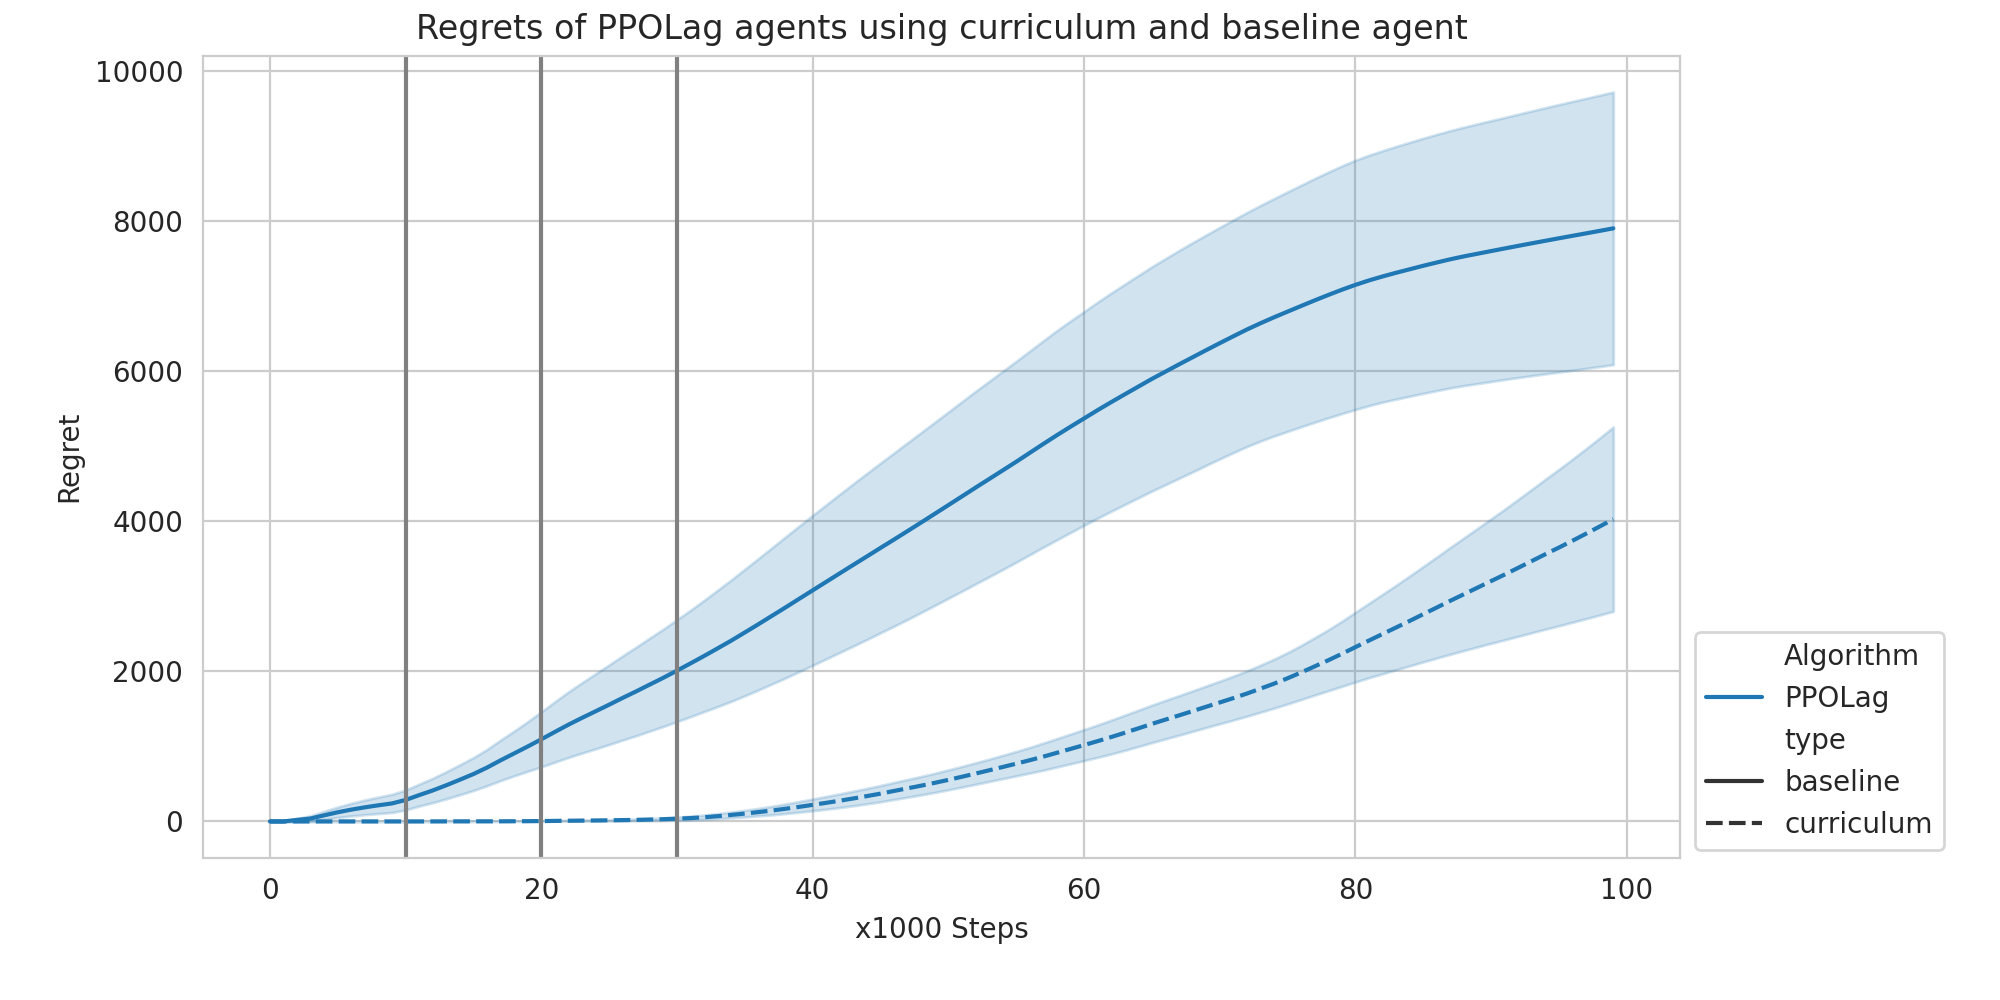 Regrets of PPOLag agents using curriculum and baseline agent
10000
8000
6000
4000
2000
0
Regret
0 20 40 60 80 100
x1000 Steps
Algorithm
PPOLag
type
baseline
curriculum